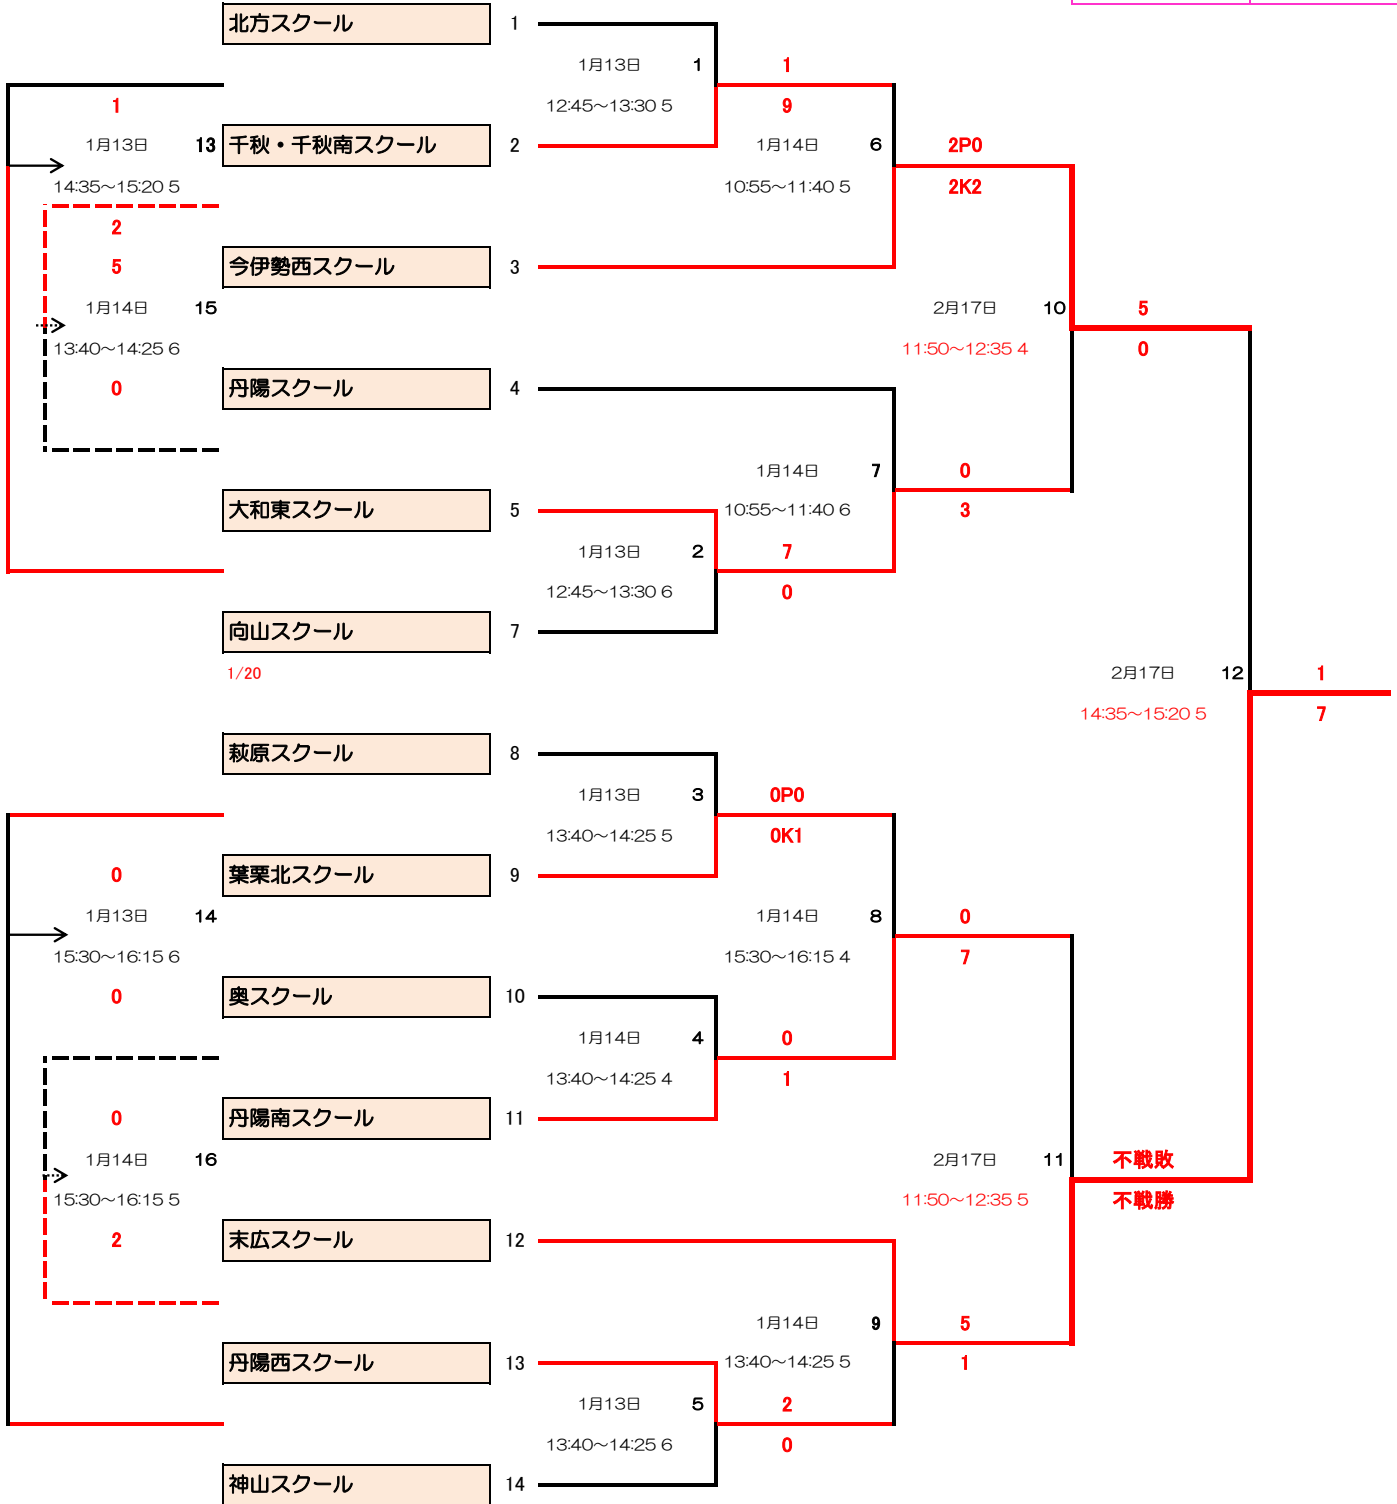 北方スクール 1
1月13日 1 1
1
12:45～13:30 5 9
1月13日 13 千秋・千秋南スクール 2 1月14日 6 2P0
14:35～15:20 5 10:55～11:40 5 2K2
2
5 今伊勢西スクール 3
1月14日 15 2月17日 10 5
13:40～14:25 6 11:50～12:35 4 0
0 丹陽スクール 4
1月14日 7 0
大和東スクール 5 10:55～11:40 6 3
1月13日 2 7
12:45～13:30 6 0
向山スクール 7
1/20 2月17日 12 1
14:35～15:20 5 7
萩原スクール 8
1月13日 3 0P0
13:40～14:25 5 0K1
0 葉栗北スクール 9
1月13日 14 1月14日 8 0
15:30～16:15 6 15:30～16:15 4 7
0 奥スクール 10
1月14日 4 0
13:40～14:25 4 1
0 丹陽南スクール 11
1月14日 16 2月17日 11 不戦敗
15:30～16:15 5 11:50～12:35 5 不戦勝
2 末広スクール 12
1月14日 9 5
丹陽西スクール 13 13:40～14:25 5 1
1月13日 5 2
13:40～14:25 6 0
神山スクール 14